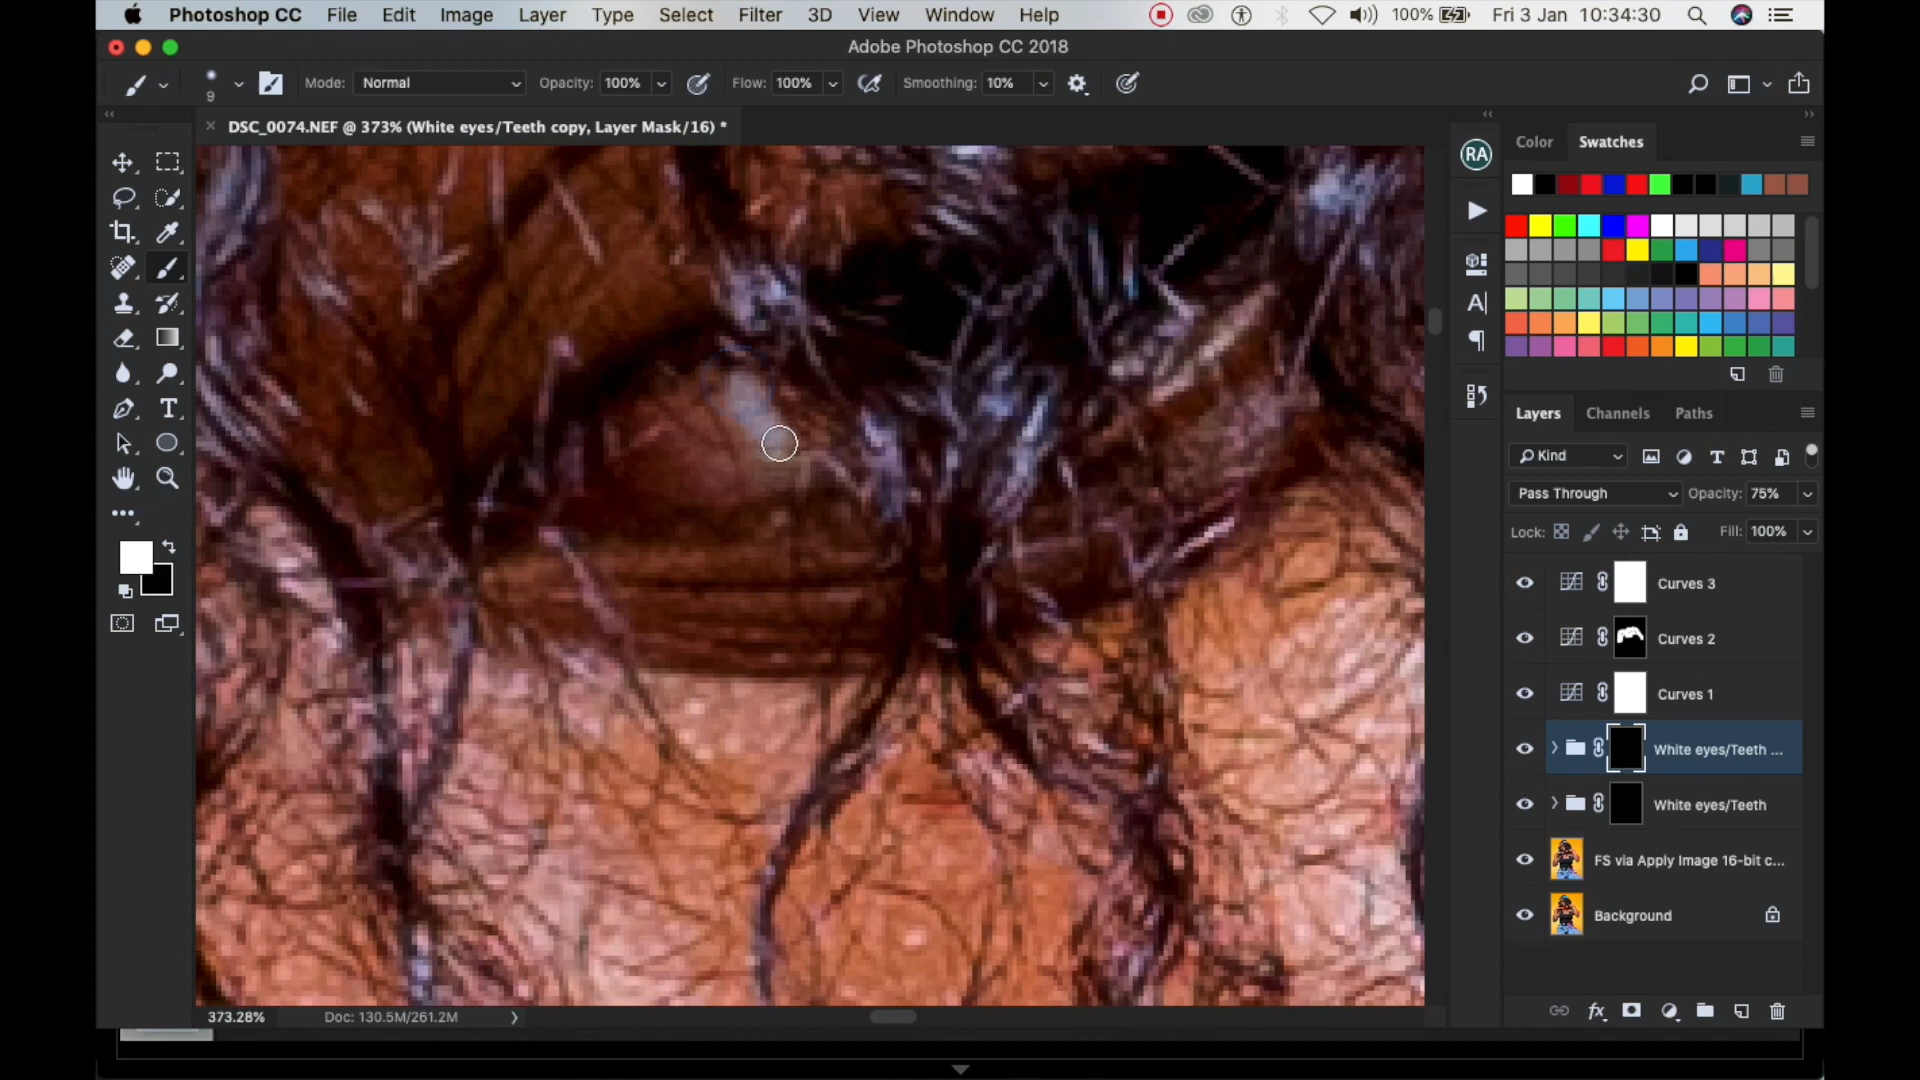 Photoshop CC File Edit Image Layer Type Select Filter 3D View Window Help 100% Fri 3 Jan 10:34:30
Adobe Photoshop CC 2018
9 Mode: Normal Opacity: 100% Flow: 100% Smoothing: 10%
DSC_0074.NEF @ 373% (White eyes/Teeth copy, Layer Mask/16) *
RA
Color Swatches
Layers Channels Paths
Kind
Pass Through Opacity: 75%
Lock: Fill: 100%
Curves 3
Curves 2
Curves 1
White eyes/Teeth ...
White eyes/Teeth
FS via Apply Image 16-bit c...
Background
373.28% Doc: 130.5M/261.2M